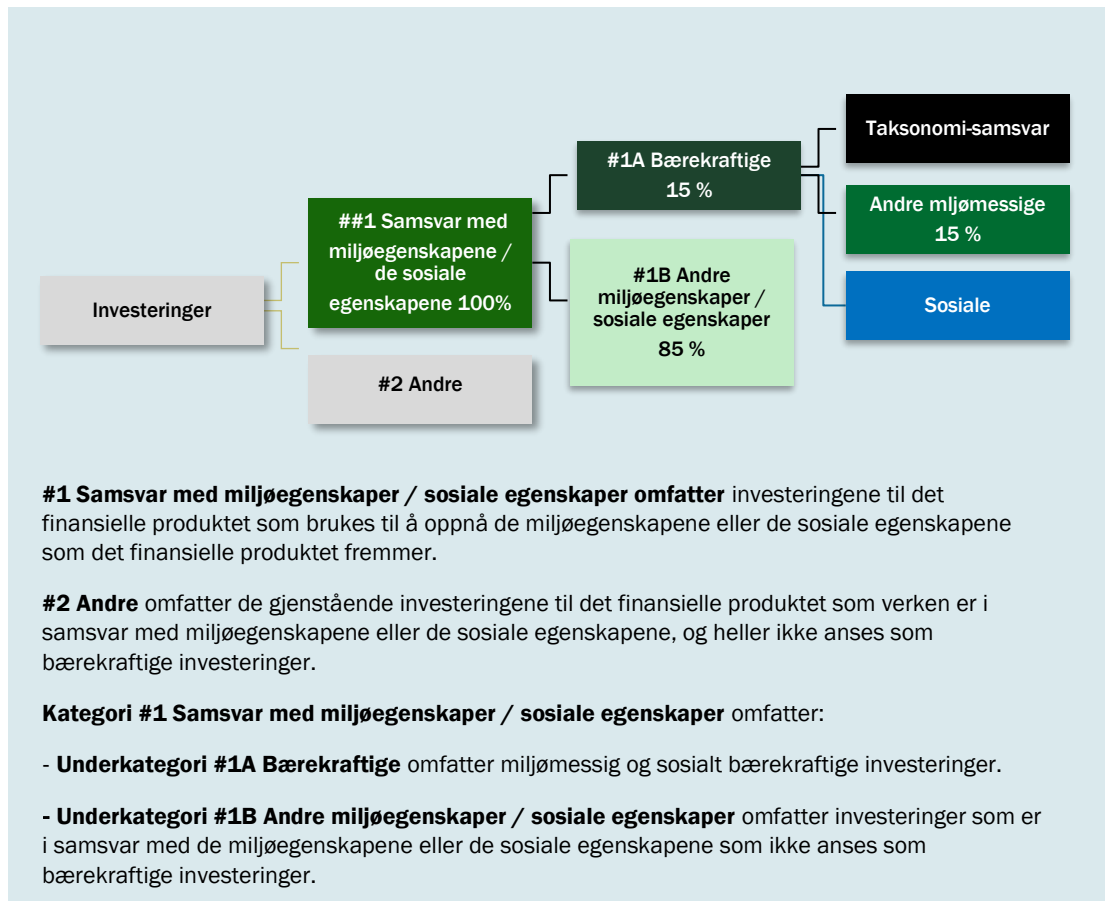 Taksonomi-samsvar
#1A Bærekraftige
15 %
Andre mljømessige
15 %
##1 Samsvar med
miljøegenskapene /
de sosiale
egenskapene 100%
#1B Andre
miljøegenskaper /
sosiale egenskaper
85 %
Investeringer
Sosiale
#2 Andre
#1 Samsvar med miljøegenskaper / sosiale egenskaper omfatter investeringene til det
finansielle produktet som brukes til å oppnå de miljøegenskapene eller de sosiale egenskapene
som det finansielle produktet fremmer.
#2 Andre omfatter de gjenstående investeringene til det finansielle produktet som verken er i
samsvar med miljøegenskapene eller de sosiale egenskapene, og heller ikke anses som
bærekraftige investeringer.
Kategori #1 Samsvar med miljøegenskaper / sosiale egenskaper omfatter:
- Underkategori #1A Bærekraftige omfatter miljømessig og sosialt bærekraftige investeringer.
- Underkategori #1B Andre miljøegenskaper / sosiale egenskaper omfatter investeringer som er
i samsvar med de miljøegenskapene eller de sosiale egenskapene som ikke anses som
bærekraftige investeringer.